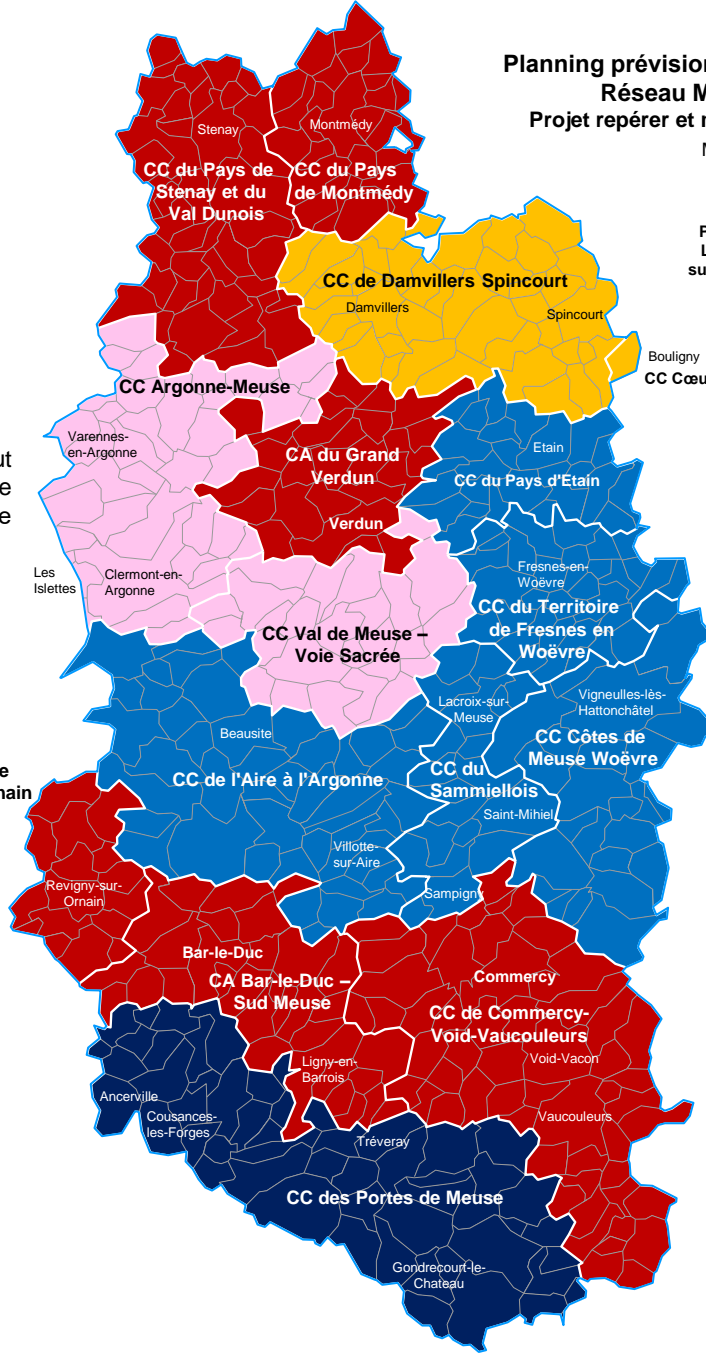 Planning prévision
Réseau M
Projet repérer et r
M
P
L
su
Stenay
Montmédy
CC du Pays de
Stenay et du
Val Dunois
CC du Pays
de Montmédy
CC de Damvillers Spincourt
Damvillers
Spincourt
Bouligny
CC Cœu
CC Argonne-Meuse
Varennes-
en-Argonne
ut
e
e
CA du Grand
Verdun
Verdun
Etain
CC du Pays d'Etain
Les
Islettes
Clermont-en-
Argonne
Fresnes-en-
Woëvre
CC du Territoire
de Fresnes en
Woëvre
CC Val de Meuse –
Voie Sacrée
Lacroix-sur-
Meuse
Vigneulles-lès-
Hattonchâtel
Beausite
CC Côtes de
Meuse Woëvre
CC de l'Aire à l'Argonne
CC du
Sammiellois
e
nain
Saint-Mihiel
Villotte-
sur-Aire
Revigny-sur-
Ornain
Sampigny
Bar-le-Duc
CA Bar-le-Duc –
Sud Meuse
Commercy
CC de Commercy-
Void-Vaucouleurs
Ligny-en-
Barrois
Void-Vacon
Ancerville
Cousances-
les-Forges
Vaucouleurs
Tréveray
CC des Portes de Meuse
Gondrecourt-le-
Chateau